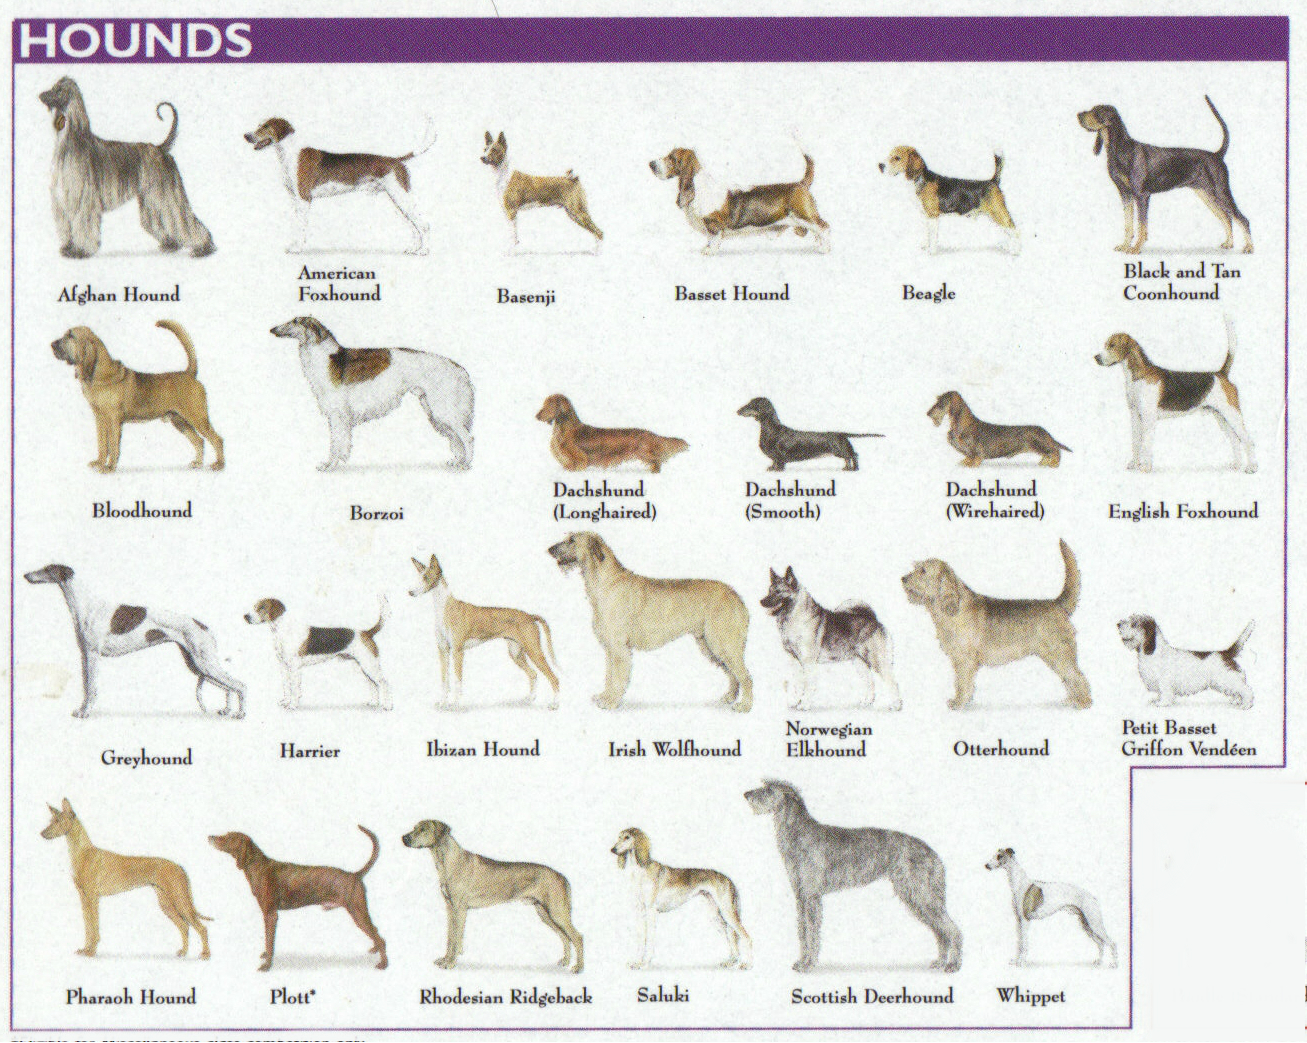 HOUNDS
Afghan Hound
American
Foxhound
Basenji
Basset Hound
Beagle
Black and Tan
Coonhound
Bloodhound
Borzoi
Dachshund
(Longhaired)
Dachshund
(Smooth)
Dachshund
(Wirehaired)
English Foxhound
Greyhound
Harrier
Ibizan Hound
Irish Wolfhound
Norwegian
Elkhound
Otterhound
Petit Basset
Griffon Vendéen
Pharaoh Hound
Plott*
Rhodesian Ridgeback
Saluki
Scottish Deerhound
Whippet